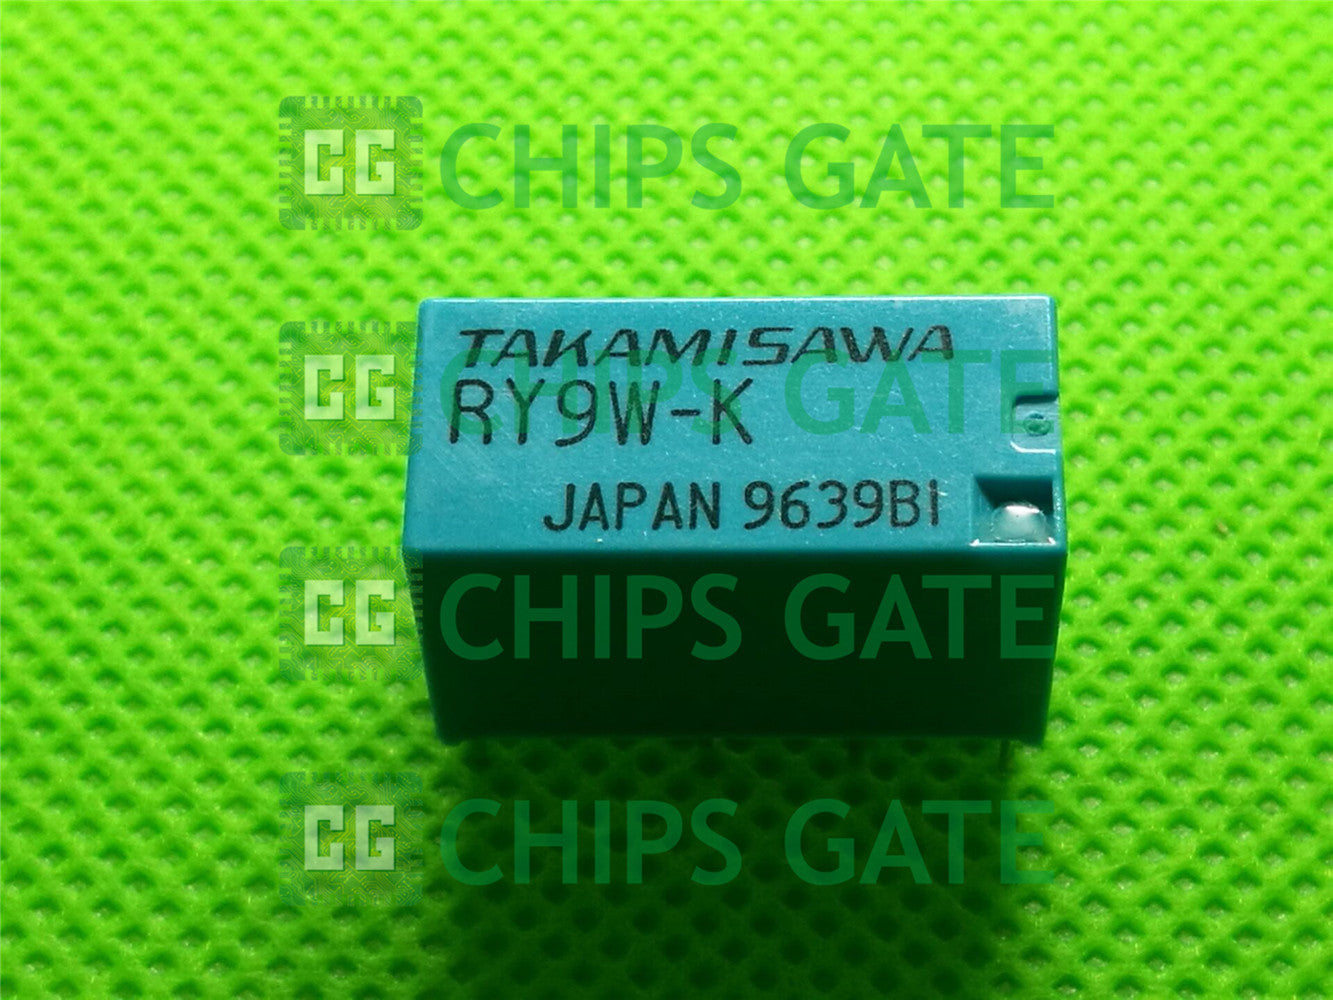 CG CHIPS GATE
TAKAMISAWA
CG CHIPS GATE
RY9W-K
C
JAPAN 9639BI
CG CHIPS GATE
CG CHIPS GATE